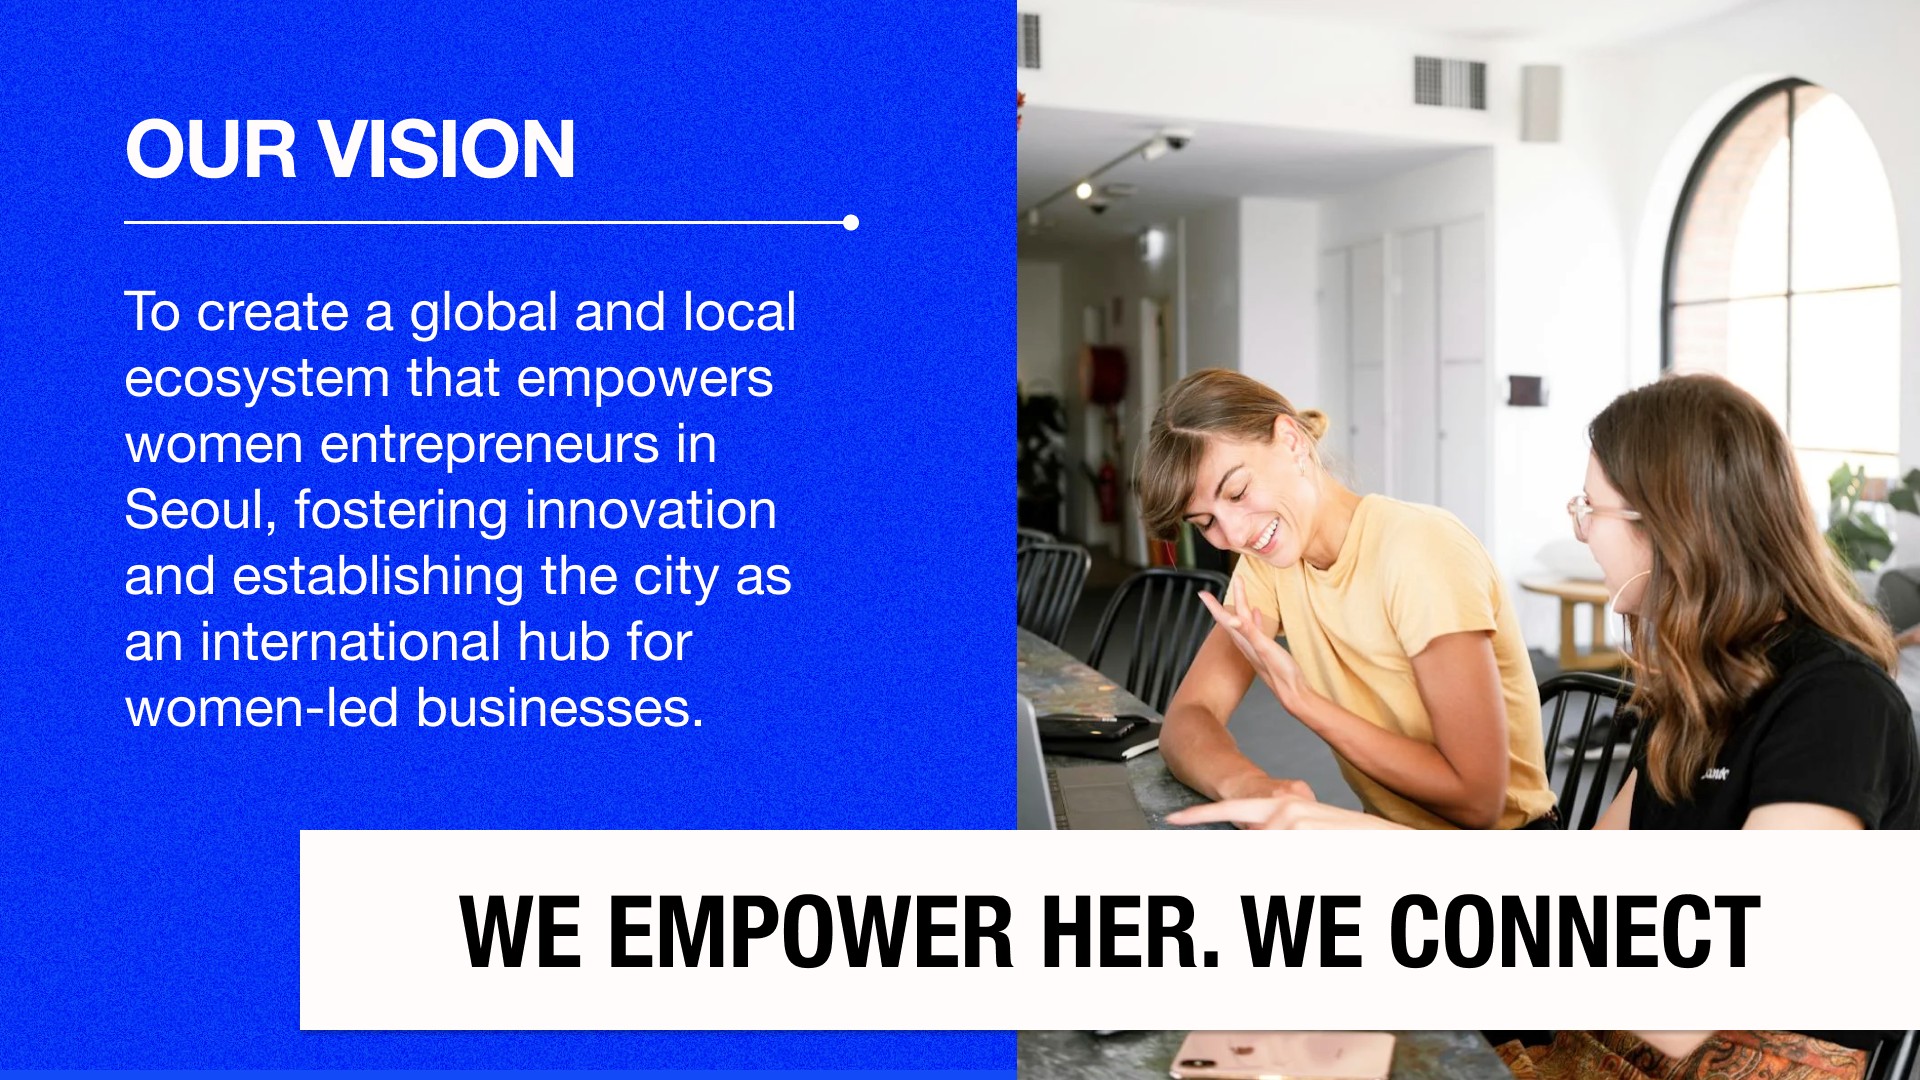 OUR VISION
To create a global and local
ecosystem that empowers
women entrepreneurs in
Seoul, fostering innovation
and establishing the city as
an international hub for
women-led businesses.
WE EMPOWER HER. WE CONNECT